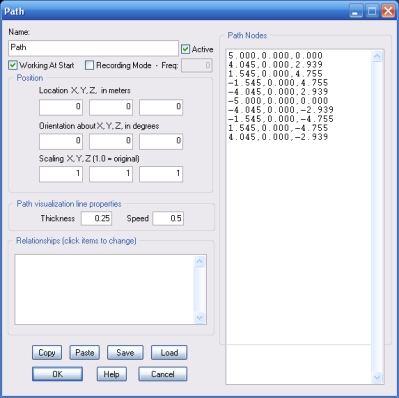 Path
Name:
Path
Active
Working At Start
Recording Mode - Freq:
0
Position
Location X, Y, Z, in meters
0 0 0
Orientation about X, Y, Z, in degrees
0 0 0
Scaling X, Y, Z (1.0 = original)
1 1 1
Path visualization line properties
Thickness 0.25 Speed 0.5
Relationships (click items to change)
Copy Paste Save Load
OK Help Cancel
Path Nodes
5.000,0.000,0.000
4.045,0.000,2.939
1.545,0.000,4.755
-1.545,0.000,4.755
-4.045,0.000,2.939
-5.000,0.000,0.000
-4.045,0.000,-2.939
-1.545,0.000,-4.755
1.545,0.000,-4.755
4.045,0.000,-2.939